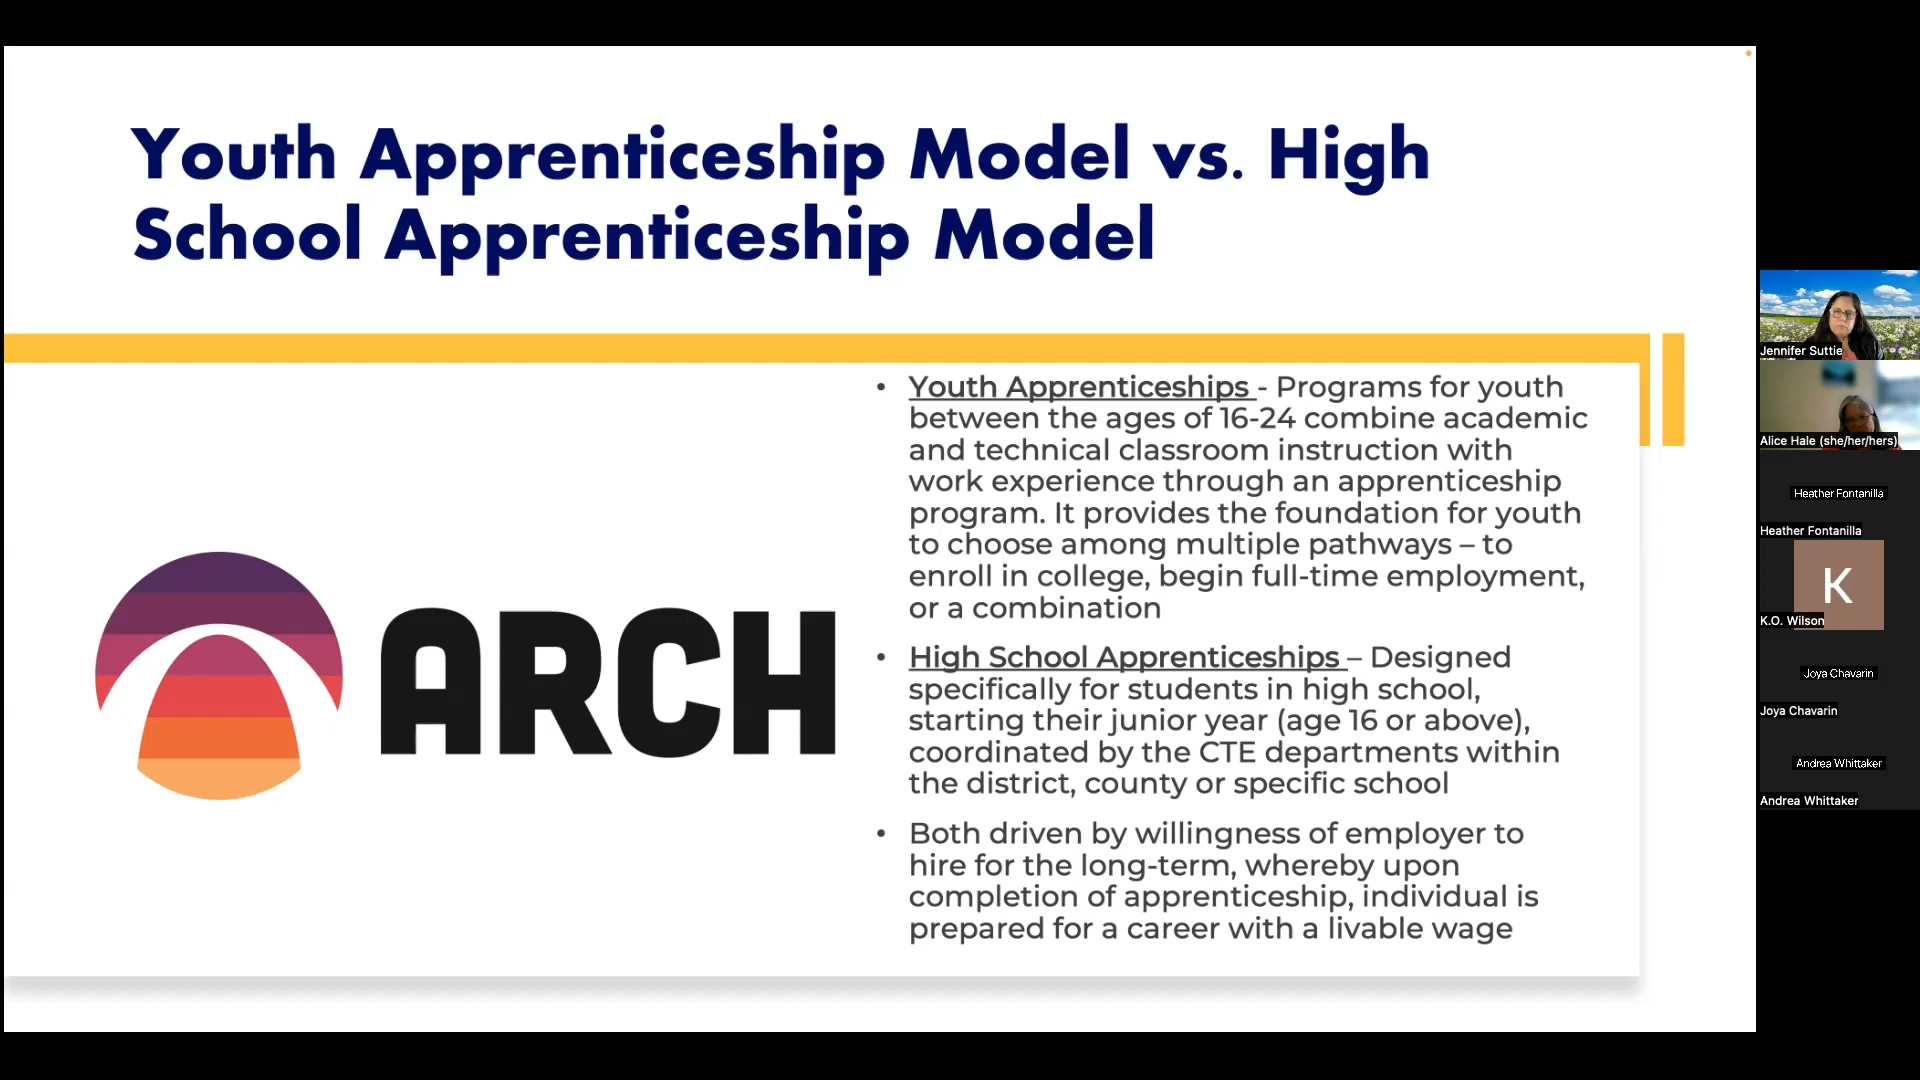 Youth Apprenticeship Model vs. High
School Apprenticeship Model
ARCH
• Youth Apprenticeships - Programs for youth
between the ages of 16-24 combine academic
and technical classroom instruction with
work experience through an apprenticeship
program. It provides the foundation for youth
to choose among multiple pathways – to
enroll in college, begin full-time employment,
or a combination
• High School Apprenticeships – Designed
specifically for students in high school,
starting their junior year (age 16 or above),
coordinated by the CTE departments within
the district, county or specific school
• Both driven by willingness of employer to
hire for the long-term, whereby upon
completion of apprenticeship, individual is
prepared for a career with a livable wage
Jennifer Suttie
Alice Hale (she/her/hers)
Heather Fontanilla
Heather Fontanilla
K
K.O. Wilson
Joya Chavarin
Joya Chavarin
Andrea Whittaker
Andrea Whittaker